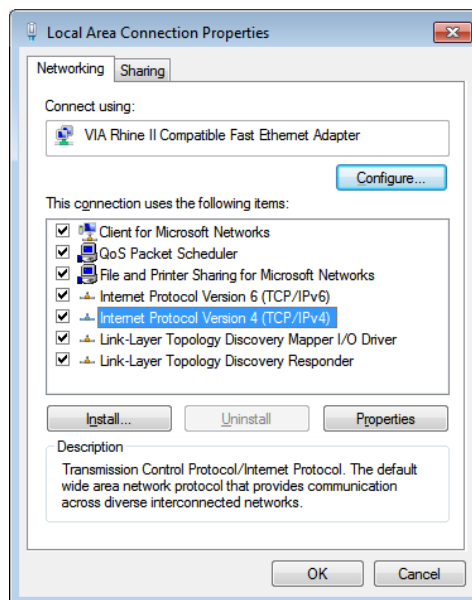 Local Area Connection Properties
Networking
Sharing
Connect using:
VIA Rhine II Compatible Fast Ethernet Adapter
Configure...
This connection uses the following items:
Client for Microsoft Networks
QoS Packet Scheduler
File and Printer Sharing for Microsoft Networks
Internet Protocol Version 6 (TCP/IPv6)
Internet Protocol Version 4 (TCP/IPv4)
Link-Layer Topology Discovery Mapper I/O Driver
Link-Layer Topology Discovery Responder
Install...
Uninstall
Properties
Description
Transmission Control Protocol/Internet Protocol. The default
wide area network protocol that provides communication
across diverse interconnected networks.
OK
Cancel